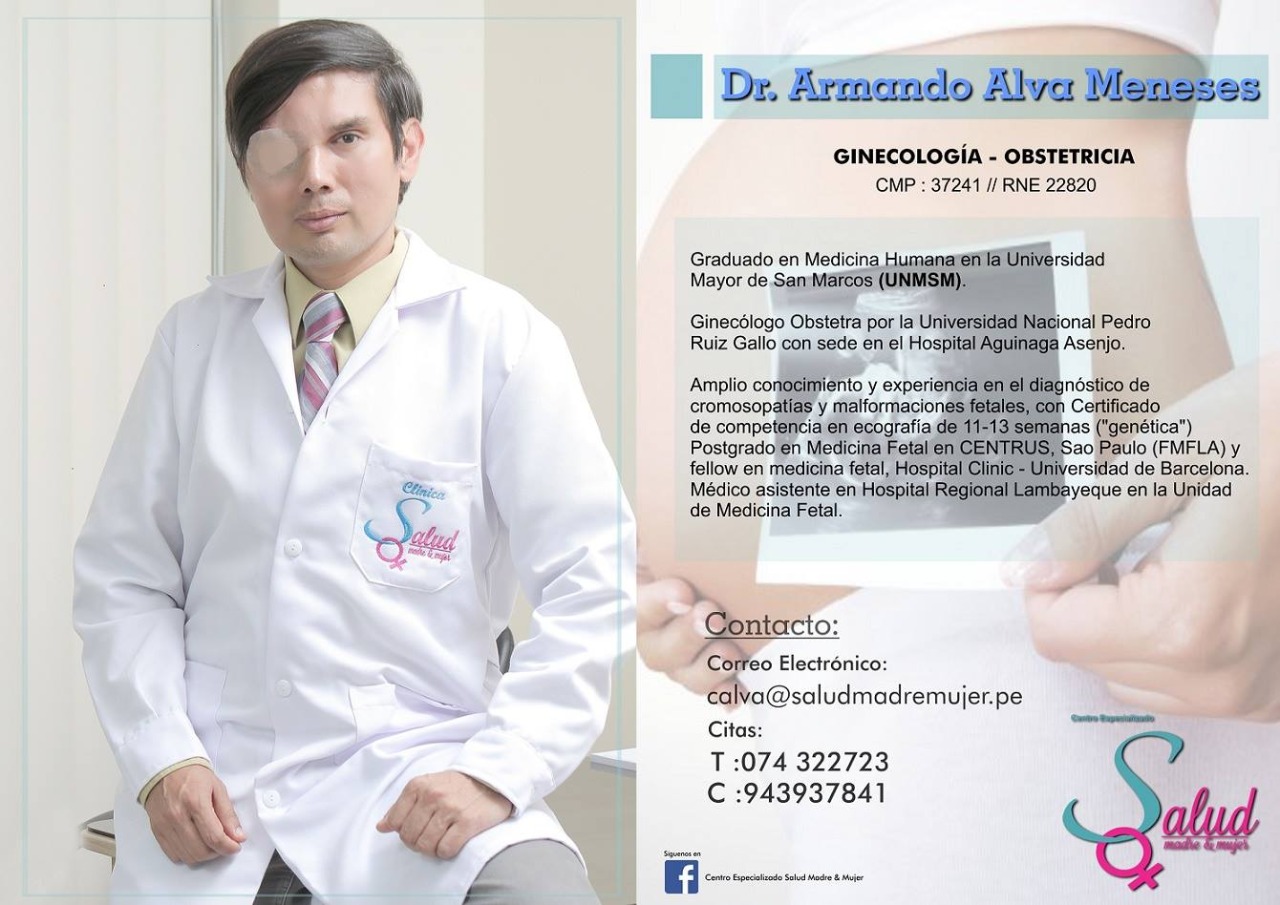 Clínica
Salud
madre & mujer
Dr. Armando Alva Meneses
GINECOLOGÍA - OBSTETRICIA
CMP : 37241 // RNE 22820
Graduado en Medicina Humana en la Universidad
Mayor de San Marcos (UNMSM).
Ginecólogo Obstetra por la Universidad Nacional Pedro
Ruiz Gallo con sede en el Hospital Aguinaga Asenjo.
Amplio conocimiento y experiencia en el diagnóstico de
cromosopatías y malformaciones fetales, con Certificado
de competencia en ecografía de 11-13 semanas ("genética")
Postgrado en Medicina Fetal en CENTRUS, Sao Paulo (FMFLA) y
fellow en medicina fetal, Hospital Clinic - Universidad de Barcelona.
Médico asistente en Hospital Regional Lambayeque en la Unidad
de Medicina Fetal.
Contacto:
Correo Electrónico:
calva@saludmadremujer.pe
Citas:
T :074 322723
C :943937841
Centro Especializado
Salud
madre & mujer
Siguenos en
f
Centro Especializado Salud Madre & Mujer